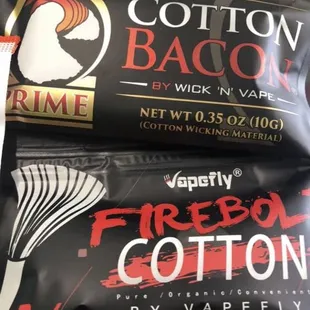 COTTON
BACON
PRIME
BY WICK 'N' VAPE
NET WT 0.35 OZ (10G)
(COTTON WICKING MATERIAL)
Vapefly®
FIREBOL
COTTON
Pure /Organic/Convenient
BY VAPEFLY